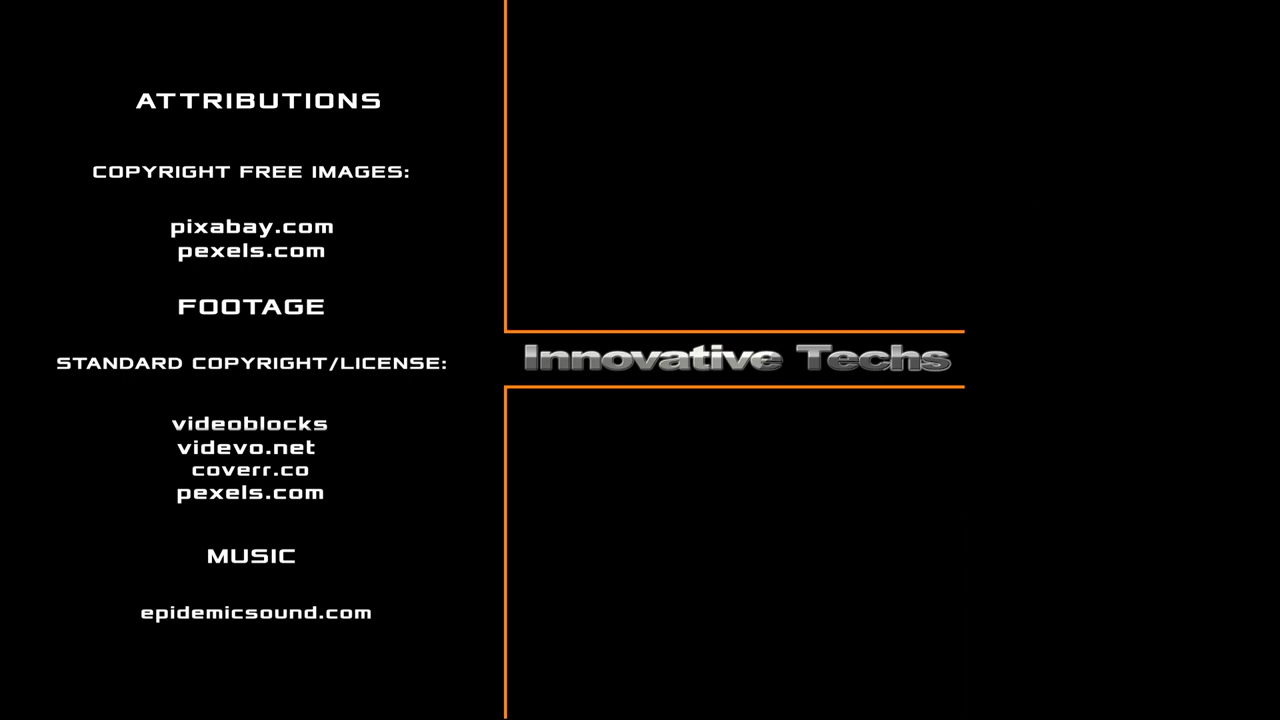 ATTRIBUTIONS
COPYRIGHT FREE IMAGES:
pixabay.com
pexels.com
FOOTAGE
STANDARD COPYRIGHT/LICENSE:
videoblocks
videvo.net
coverr.co
pexels.com
MUSIC
epidemicsound.com
Innovative Techs